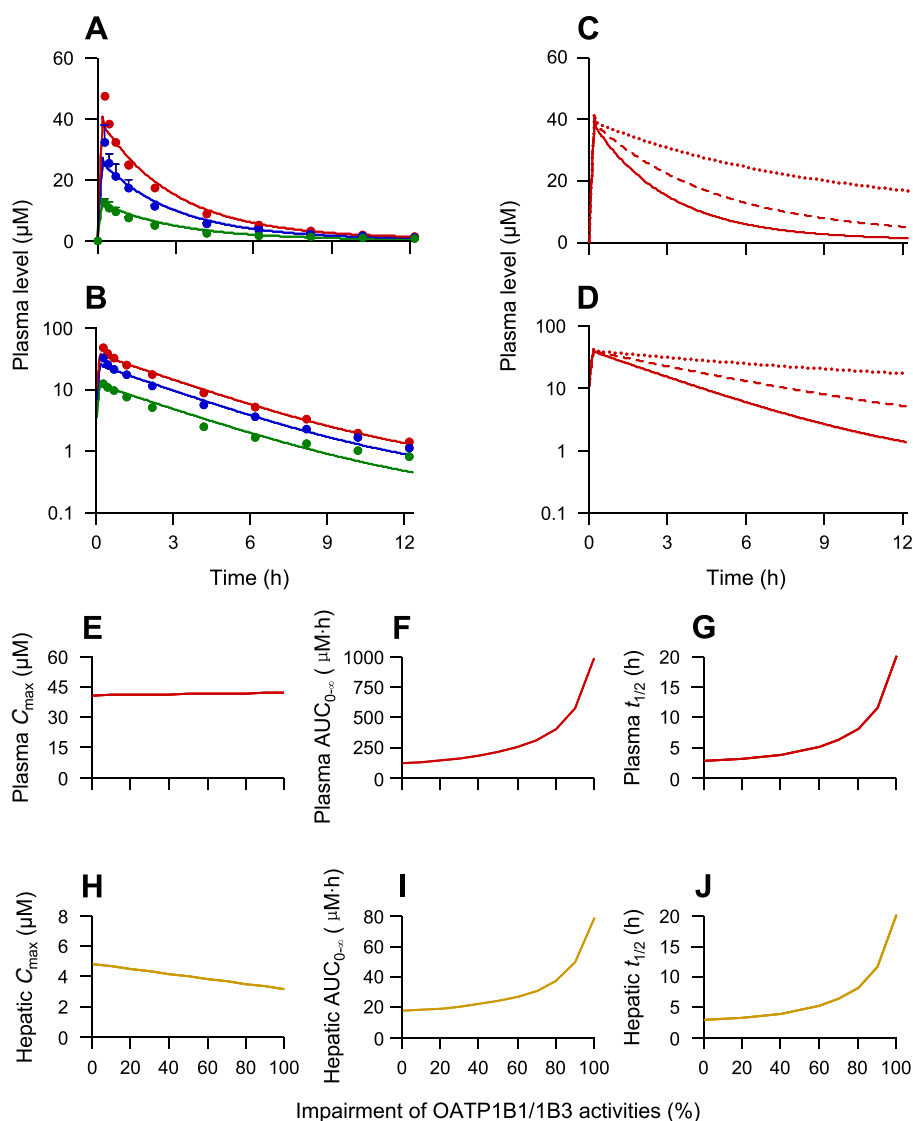 A
60
40
20
0
B
100
10
1
0.1
0 3 6 9 12
Time (h)
Plasma level (µM)
C
60
40
20
0
D
100
10
1
0.1
0 3 6 9 12
Time (h)
Plasma level (µM)
E
60
45
30
15
0
Plasma Cmax (µM)
F
1000
750
500
250
0
Plasma AUC0-∞ ( µM·h)
G
20
15
10
5
0
Plasma t1/2 (h)
H
8
6
4
2
0
0 20 40 60 80 100
Hepatic Cmax (µM)
I
80
60
40
20
0
0 20 40 60 80 100
Hepatic AUC0-∞ ( µM·h)
J
20
15
10
5
0
0 20 40 60 80 100
Hepatic t1/2 (h)
Impairment of OATP1B1/1B3 activities (%)